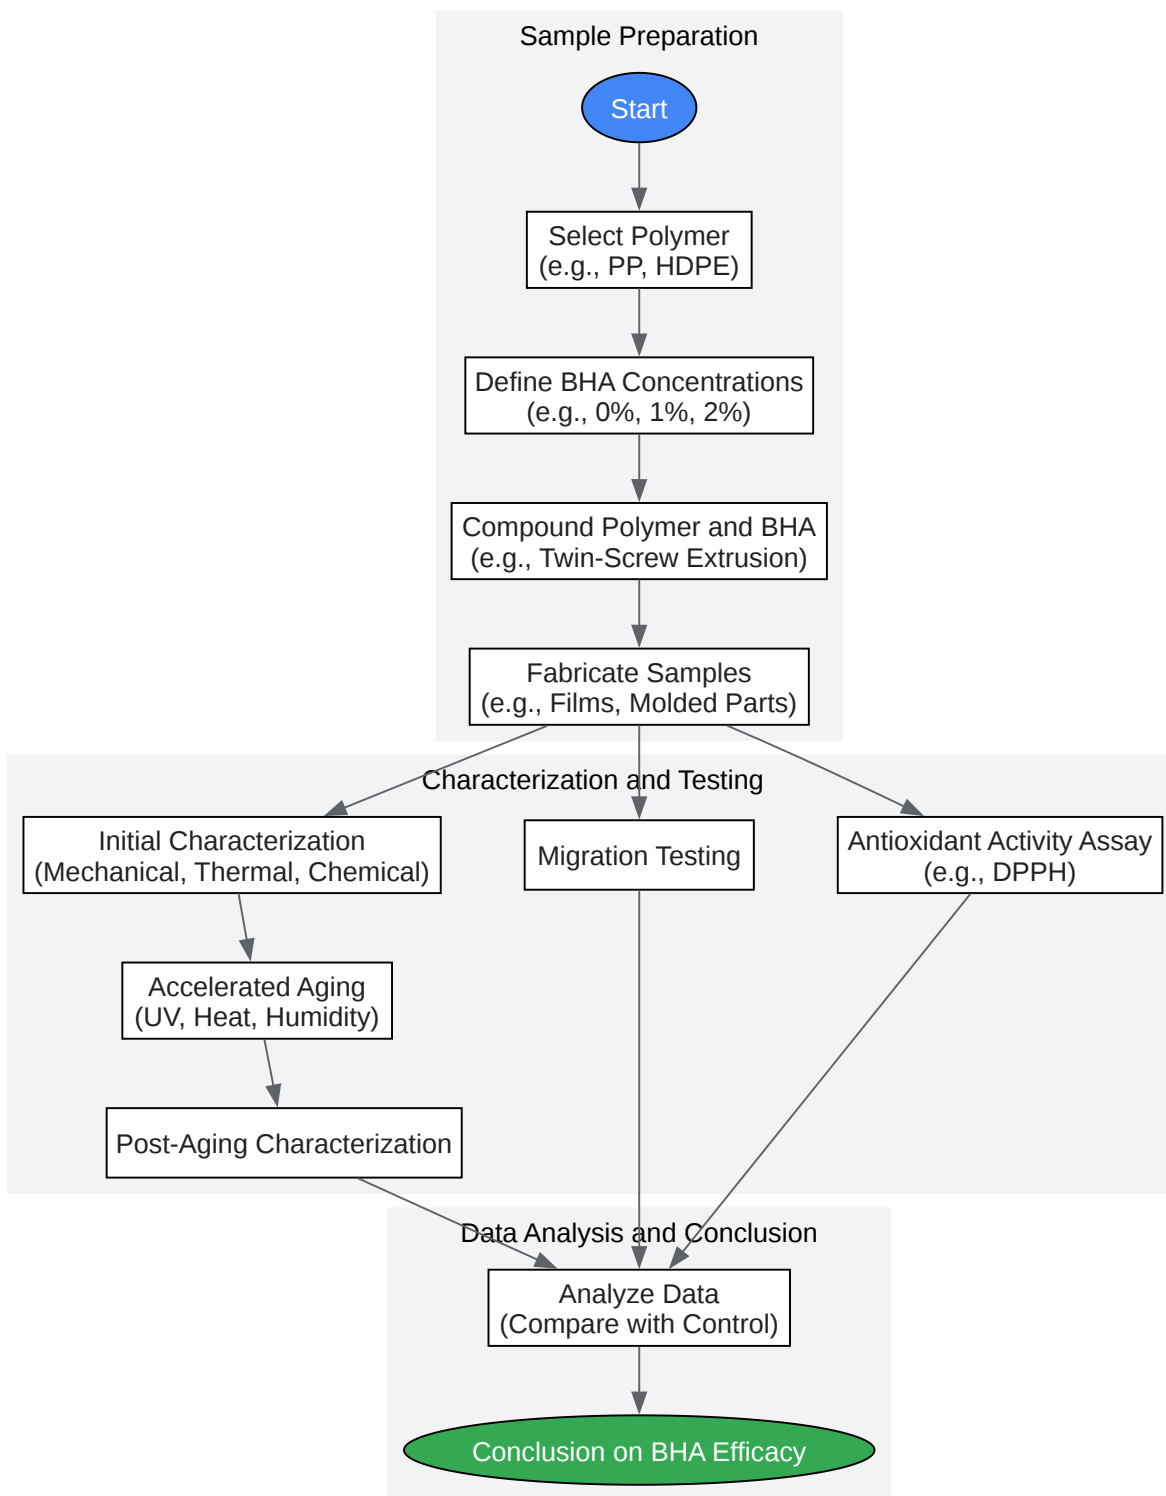 Sample Preparation
Start
Select Polymer
(e.g., PP, HDPE)
Define BHA Concentrations
(e.g., 0%, 1%, 2%)
Compound Polymer and BHA
(e.g., Twin-Screw Extrusion)
Fabricate Samples
(e.g., Films, Molded Parts)
Characterization and Testing
Initial Characterization
(Mechanical, Thermal, Chemical)
Migration Testing
Antioxidant Activity Assay
(e.g., DPPH)
Accelerated Aging
(UV, Heat, Humidity)
Post-Aging Characterization
Data Analysis and Conclusion
Analyze Data
(Compare with Control)
Conclusion on BHA Efficacy